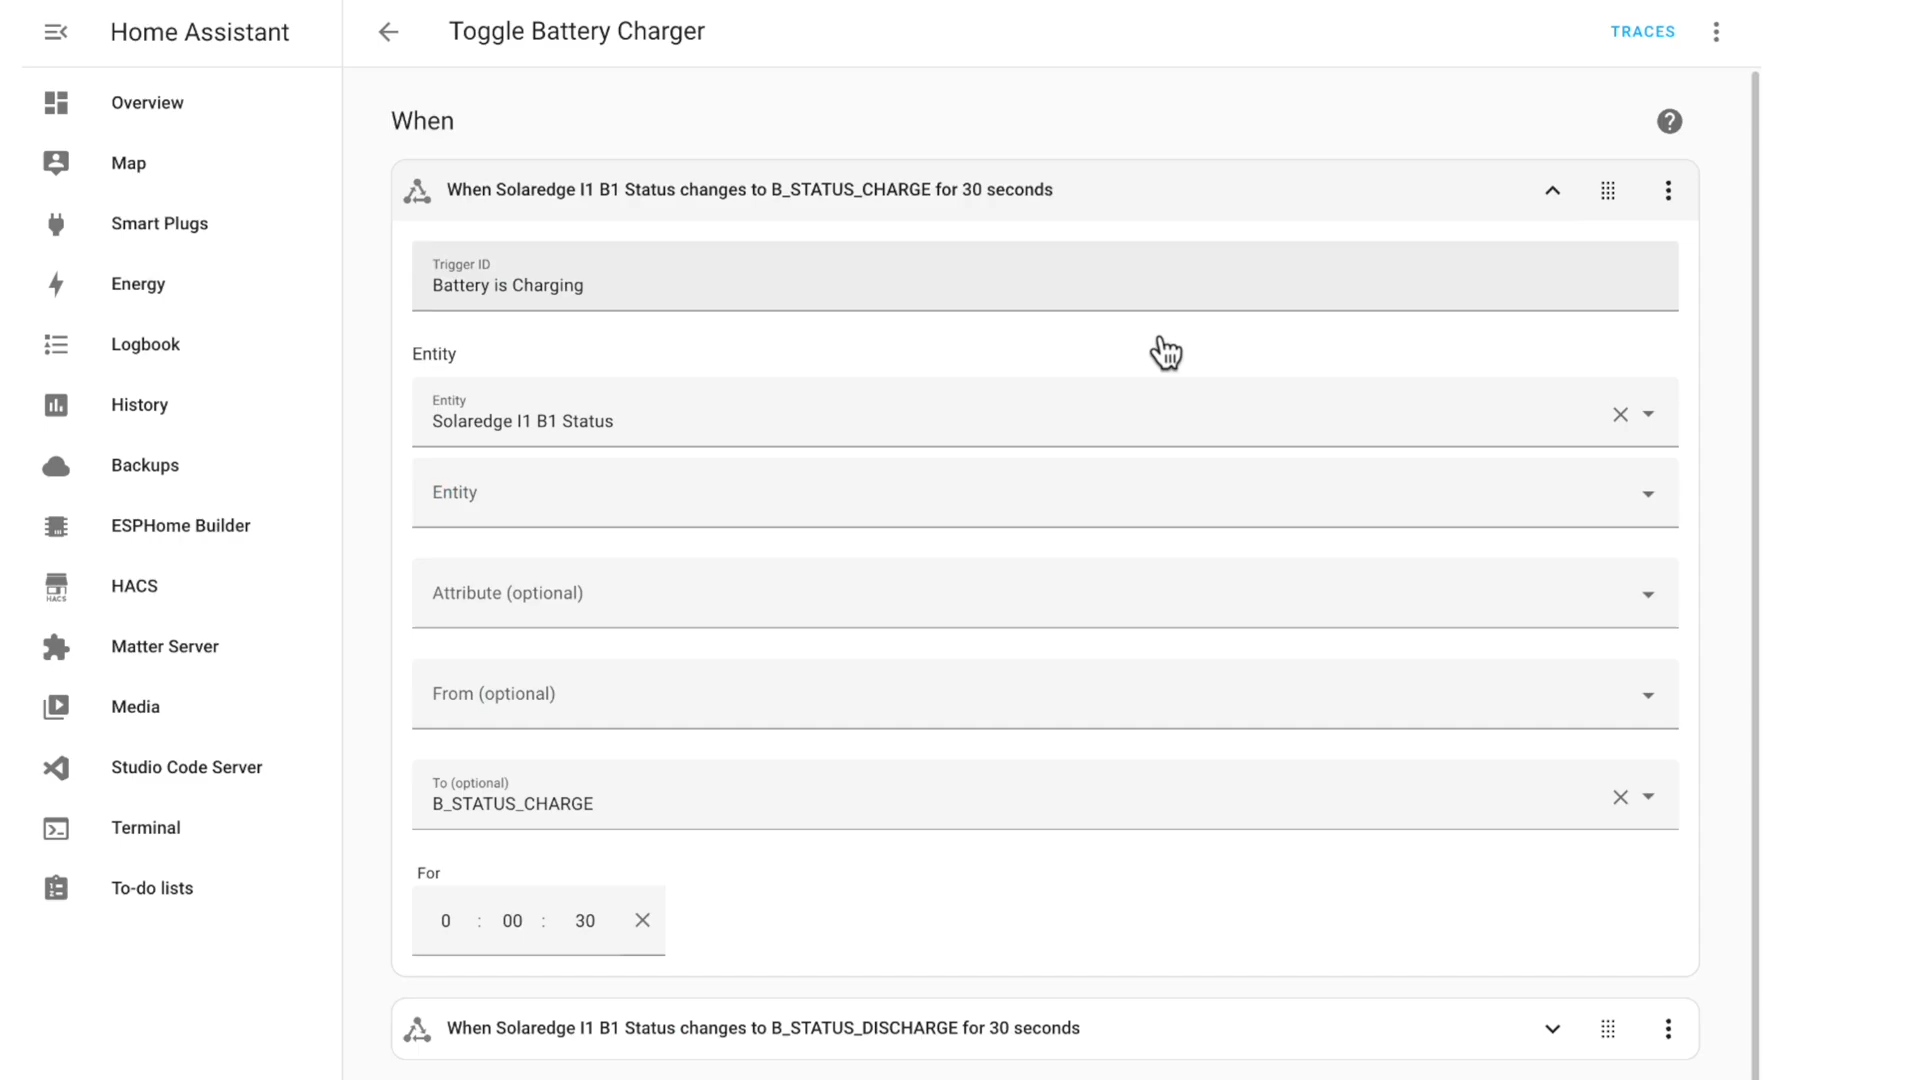 Home Assistant
Toggle Battery Charger
TRACES
Overview
Map
Smart Plugs
Energy
Logbook
History
Backups
ESPHome Builder
HACS
HACS
Matter Server
Media
Studio Code Server
Terminal
To-do lists
When
When Solaredge I1 B1 Status changes to B_STATUS_CHARGE for 30 seconds
Trigger ID
Battery is Charging
Entity
Entity
Solaredge I1 B1 Status
Entity
Attribute (optional)
From (optional)
To (optional)
B_STATUS_CHARGE
For
0 : 00 : 30
When Solaredge I1 B1 Status changes to B_STATUS_DISCHARGE for 30 seconds